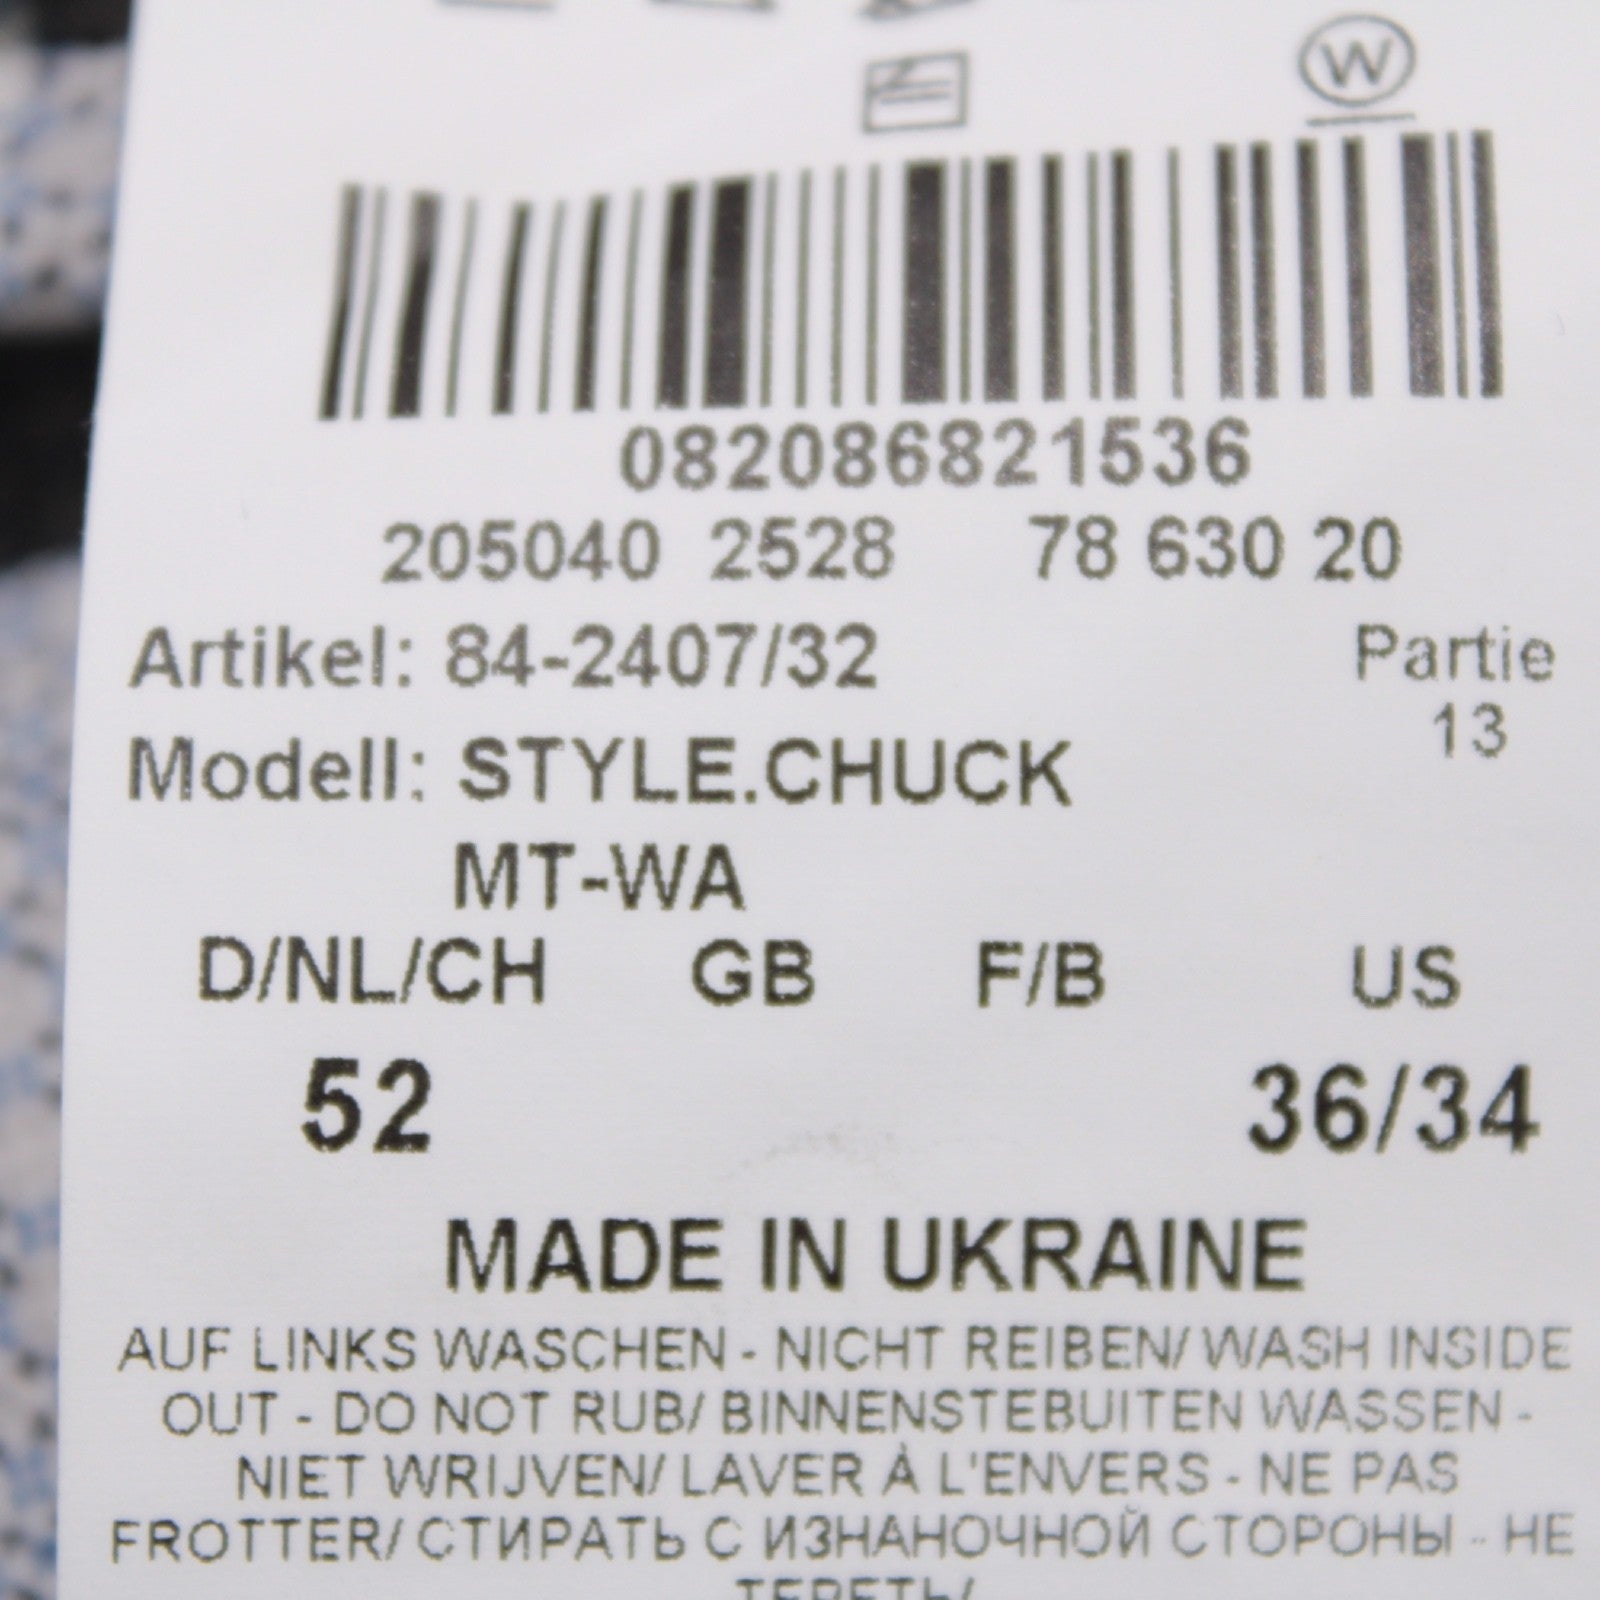 W
082086821536
205040 2528 78 630 20
Artikel: 84-2407/32 Partie
13
Modell: STYLE.CHUCK
MT-WA
D/NL/CH GB F/B US
52 36/34
MADE IN UKRAINE
AUF LINKS WASCHEN - NICHT REIBEN/ WASH INSIDE
OUT - DO NOT RUB/ BINNENSTEBUITEN WASSEN -
NIET WRIJVEN/ LAVER À L'ENVERS - NE PAS
FROTTER/ СТИРАТЬ С ИЗНАНОЧНОЙ СТОРОНЫ - НЕ
ТЕРЕТЬ/